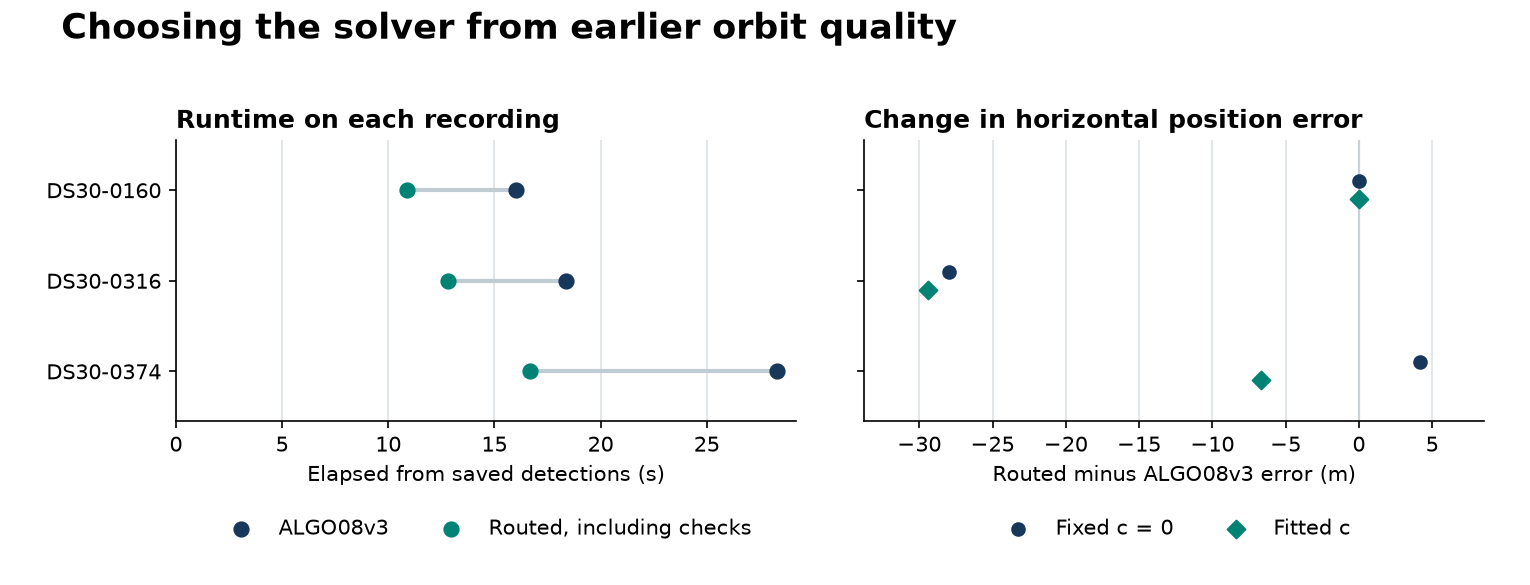 Choosing the solver from earlier orbit quality
Runtime on each recording
DS30-0160
DS30-0316
DS30-0374
0 5 10 15 20 25
Elapsed from saved detections (s)
ALGO08v3 Routed, including checks
Change in horizontal position error
−30 −25 −20 −15 −10 −5 0 5
Routed minus ALGO08v3 error (m)
Fixed c = 0 Fitted c